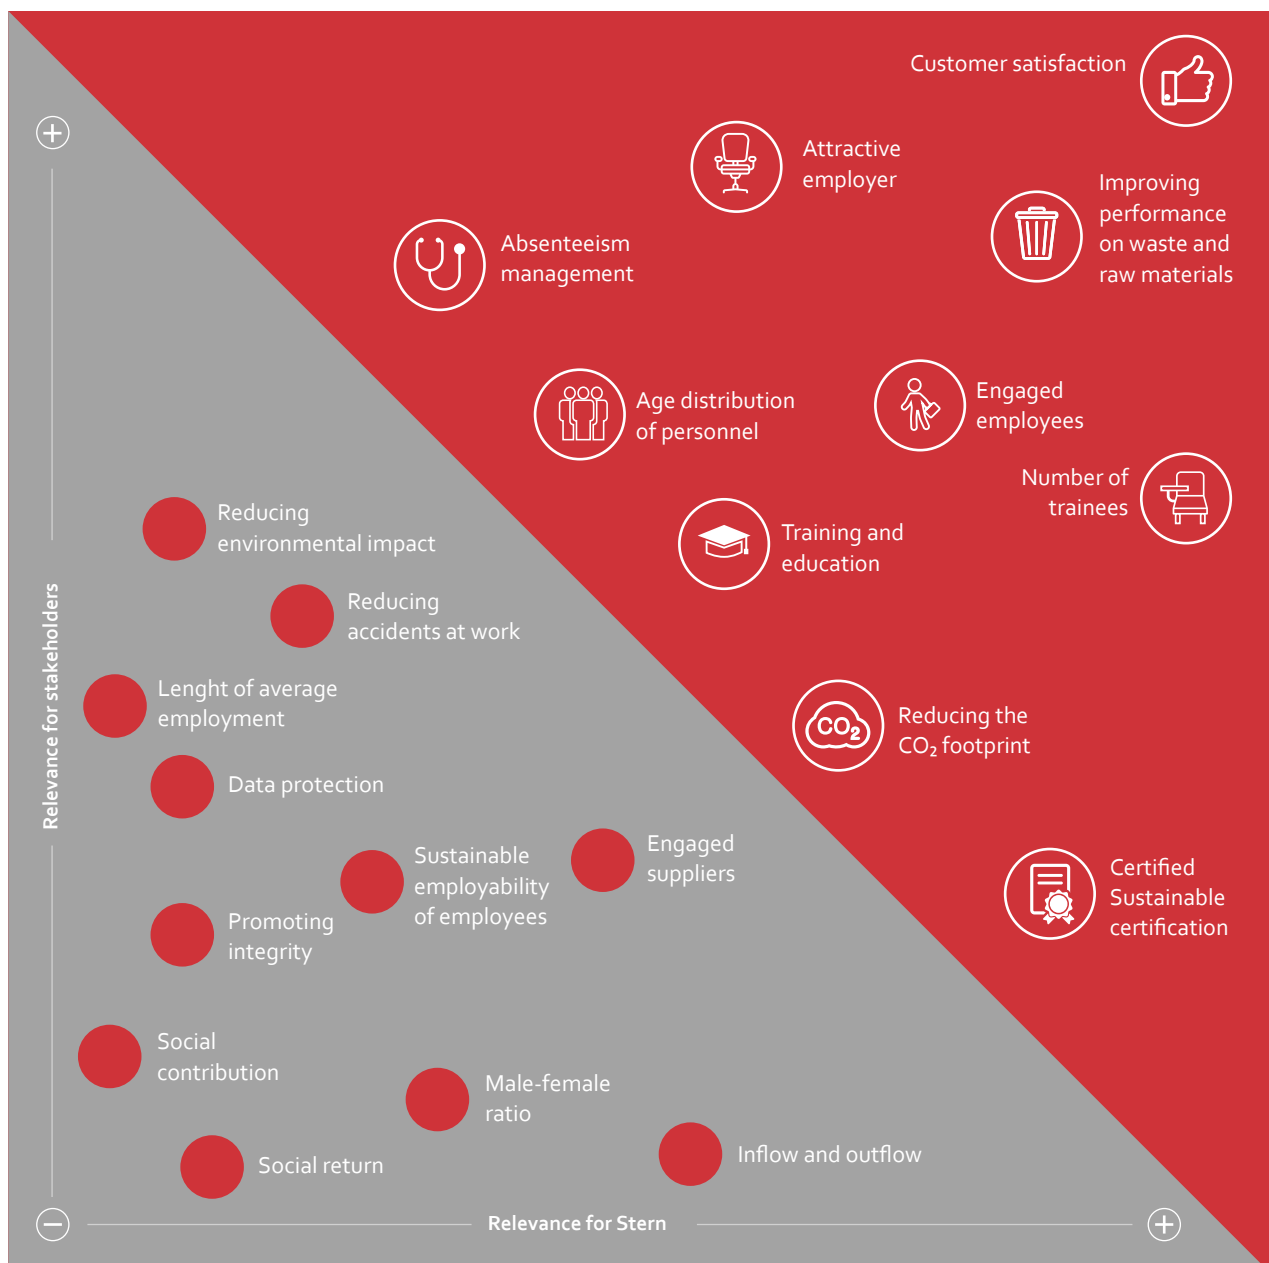 Customer satisfaction
Attractive
employer
Improving
performance
on waste and
raw materials
Absenteeism
management
Age distribution
of personnel
Engaged
employees
Number of
trainees
Reducing
environmental impact
Training and
education
Reducing
accidents at work
Lenght of average
employment
CO₂
Reducing the
CO₂ footprint
Data protection
Sustainable
employability
of employees
Engaged
suppliers
Certified
Sustainable
certification
Promoting
integrity
Social
contribution
Male-female
ratio
Social return
Inflow and outflow
Relevance for stakeholders
Relevance for Stern